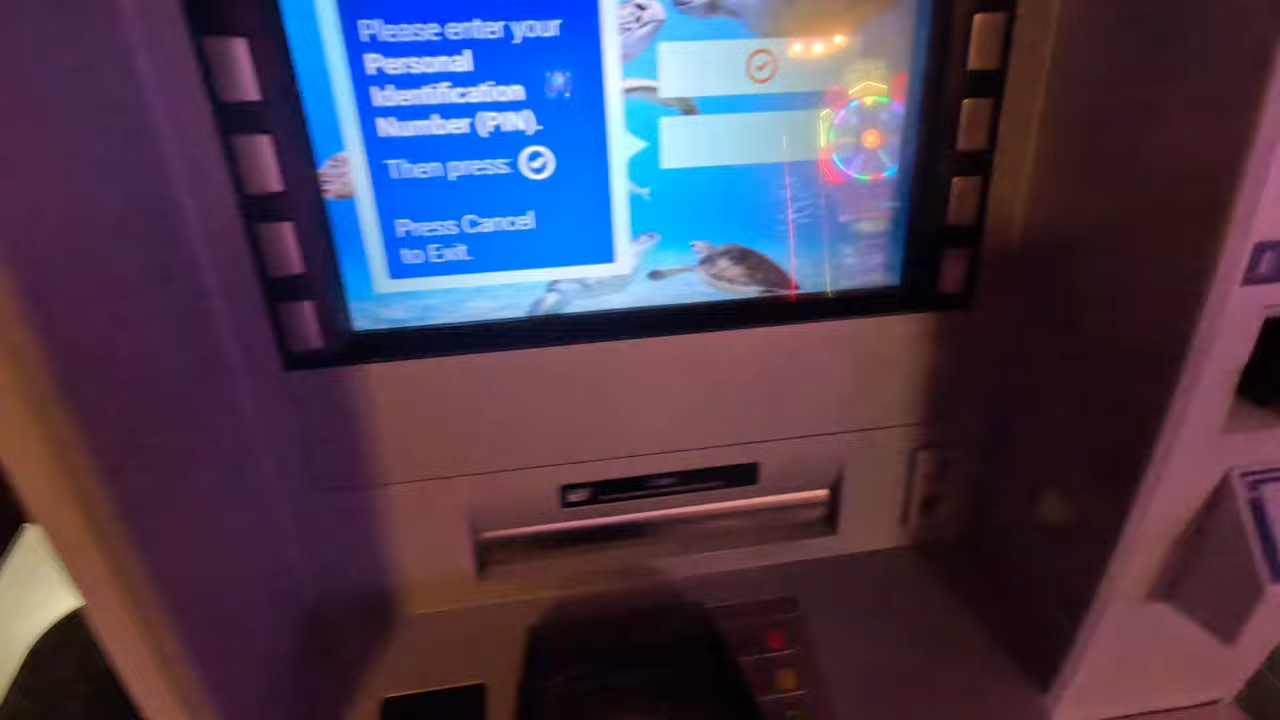 Please enter your
Personal
Identification
Number (PIN).
Then press:
Press Cancel
to Exit.